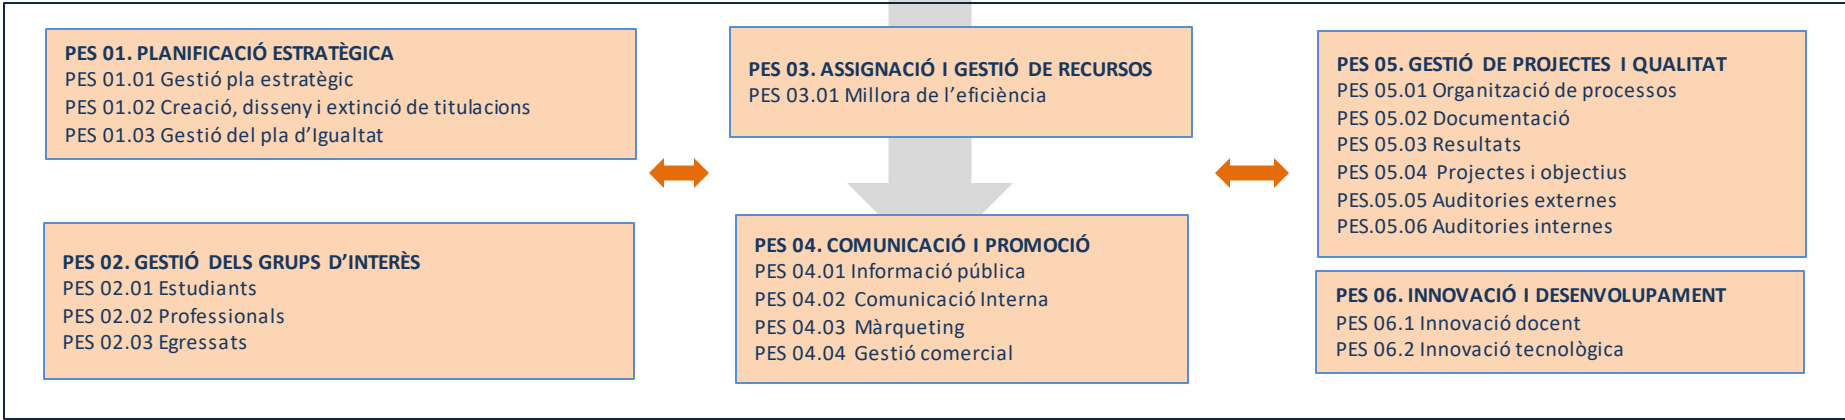 PES 01. PLANIFICACIÓ ESTRATÈGICA
PES 01.01 Gestió pla estratègic
PES 01.02 Creació, disseny i extinció de titulacions
PES 01.03 Gestió del pla d’Igualtat
PES 02. GESTIÓ DELS GRUPS D’INTERÈS
PES 02.01 Estudiants
PES 02.02 Professionals
PES 02.03 Egressats
PES 03. ASSIGNACIÓ I GESTIÓ DE RECURSOS
PES 03.01 Millora de l’eficiència
PES 04. COMUNICACIÓ I PROMOCIÓ
PES 04.01 Informació pública
PES 04.02 Comunicació Interna
PES 04.03 Màrqueting
PES 04.04 Gestió comercial
PES 05. GESTIÓ DE PROJECTES I QUALITAT
PES 05.01 Organització de processos
PES 05.02 Documentació
PES 05.03 Resultats
PES 05.04 Projectes i objectius
PES.05.05 Auditories externes
PES.05.06 Auditories internes
PES 06. INNOVACIÓ I DESENVOLUPAMENT
PES 06.1 Innovació docent
PES 06.2 Innovació tecnològica